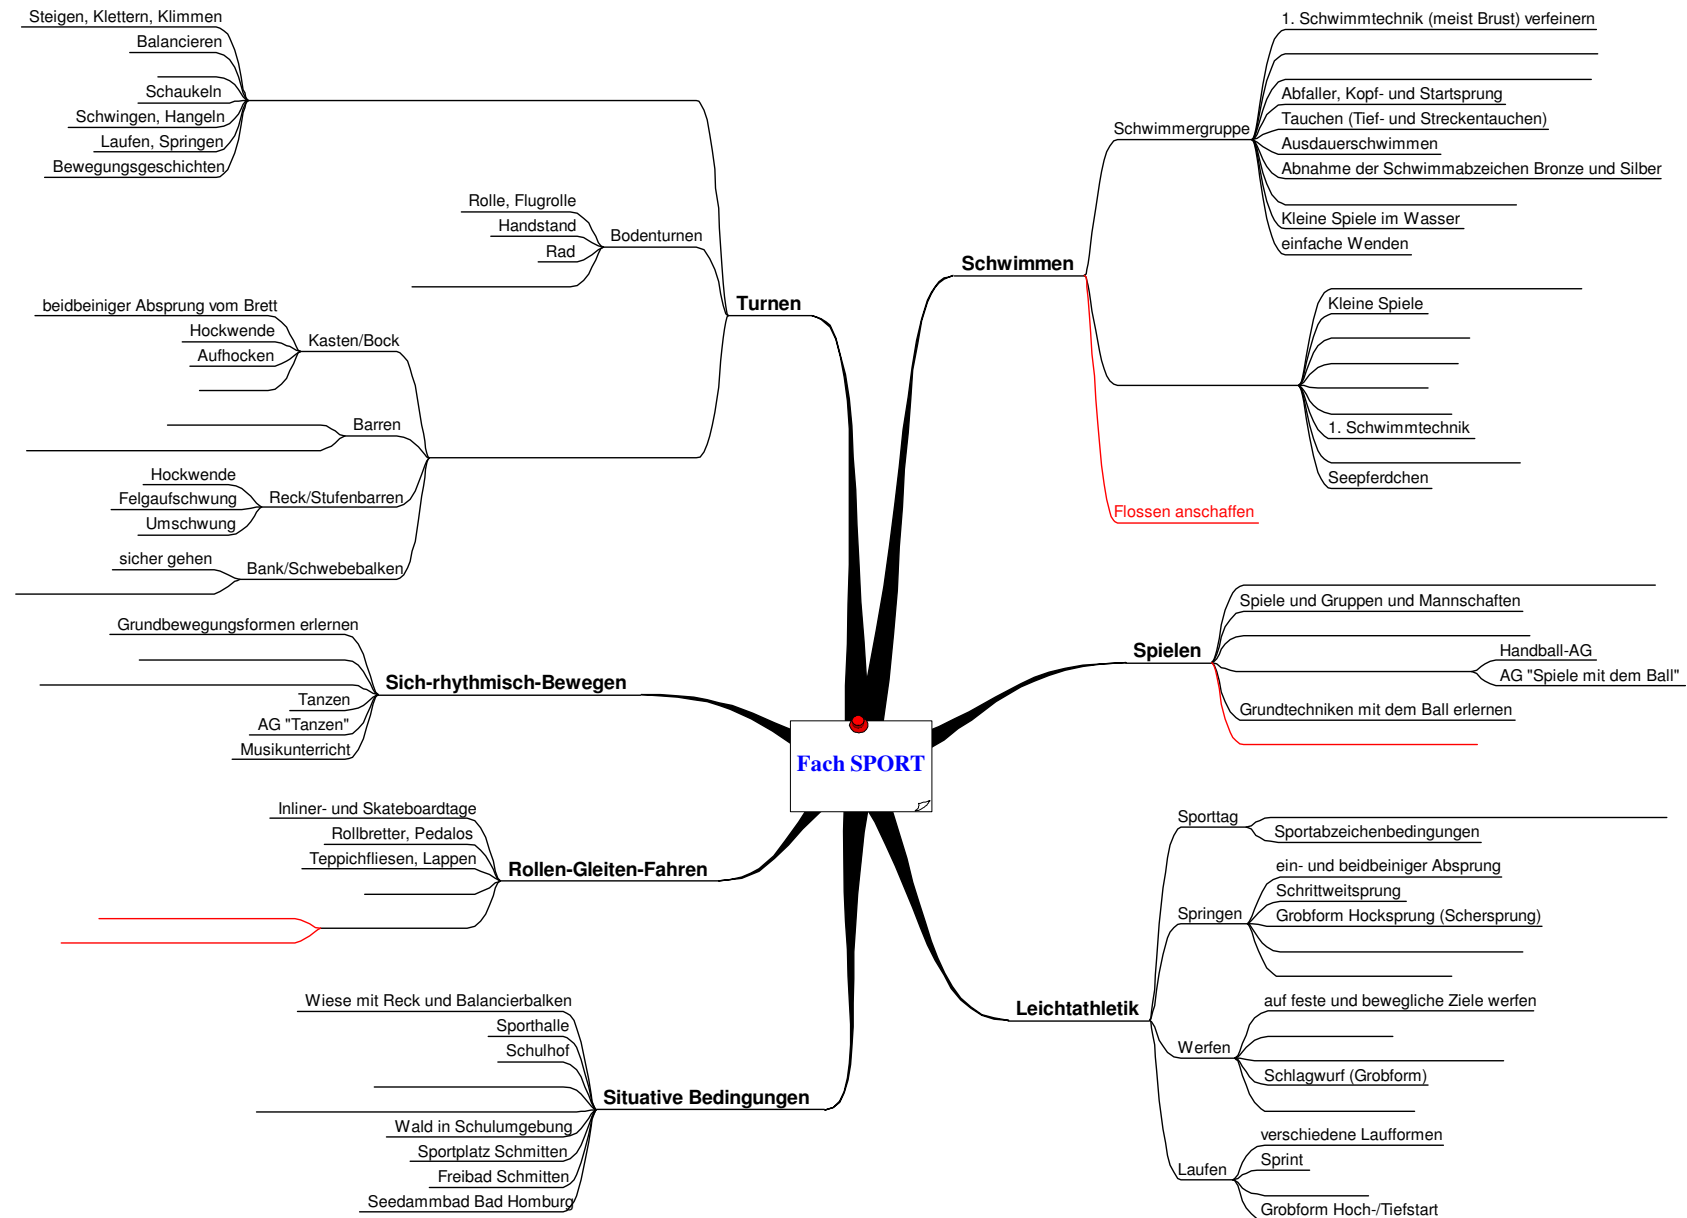 Steigen, Klettern, Klimmen
Balancieren
Schaukeln
Schwingen, Hangeln
Laufen, Springen
Bewegungsgeschichten
Rolle, Flugrolle
Handstand
Rad
Bodenturnen
beidbeiniger Absprung vom Brett
Hockwende
Aufhocken
Kasten/Bock
Barren
Hockwende
Felgaufschwung
Umschwung
Reck/Stufenbarren
sicher gehen
Bank/Schwebebalken
Turnen
Grundbewegungsformen erlernen
Tanzen
AG "Tanzen"
Musikunterricht
Sich-rhythmisch-Bewegen
Inliner- und Skateboardtage
Rollbretter, Pedalos
Teppichfliesen, Lappen
Rollen-Gleiten-Fahren
Wiese mit Reck und Balancierbalken
Sporthalle
Schulhof
Wald in Schulumgebung
Sportplatz Schmitten
Freibad Schmitten
Seedammbad Bad Homburg
Situative Bedingungen
Fach SPORT
Schwimmen
Schwimmergruppe
1. Schwimmtechnik (meist Brust) verfeinern
Abfaller, Kopf- und Startsprung
Tauchen (Tief- und Streckentauchen)
Ausdauerschwimmen
Abnahme der Schwimmabzeichen Bronze und Silber
Kleine Spiele im Wasser
einfache Wenden
Kleine Spiele
1. Schwimmtechnik
Seepferdchen
Flossen anschaffen
Spielen
Spiele und Gruppen und Mannschaften
Handball-AG
AG "Spiele mit dem Ball"
Grundtechniken mit dem Ball erlernen
Leichtathletik
Sporttag
Sportabzeichenbedingungen
Springen
ein- und beidbeiniger Absprung
Schrittweitsprung
Grobform Hocksprung (Schersprung)
Werfen
auf feste und bewegliche Ziele werfen
Schlagwurf (Grobform)
Laufen
verschiedene Laufformen
Sprint
Grobform Hoch-/Tiefstart